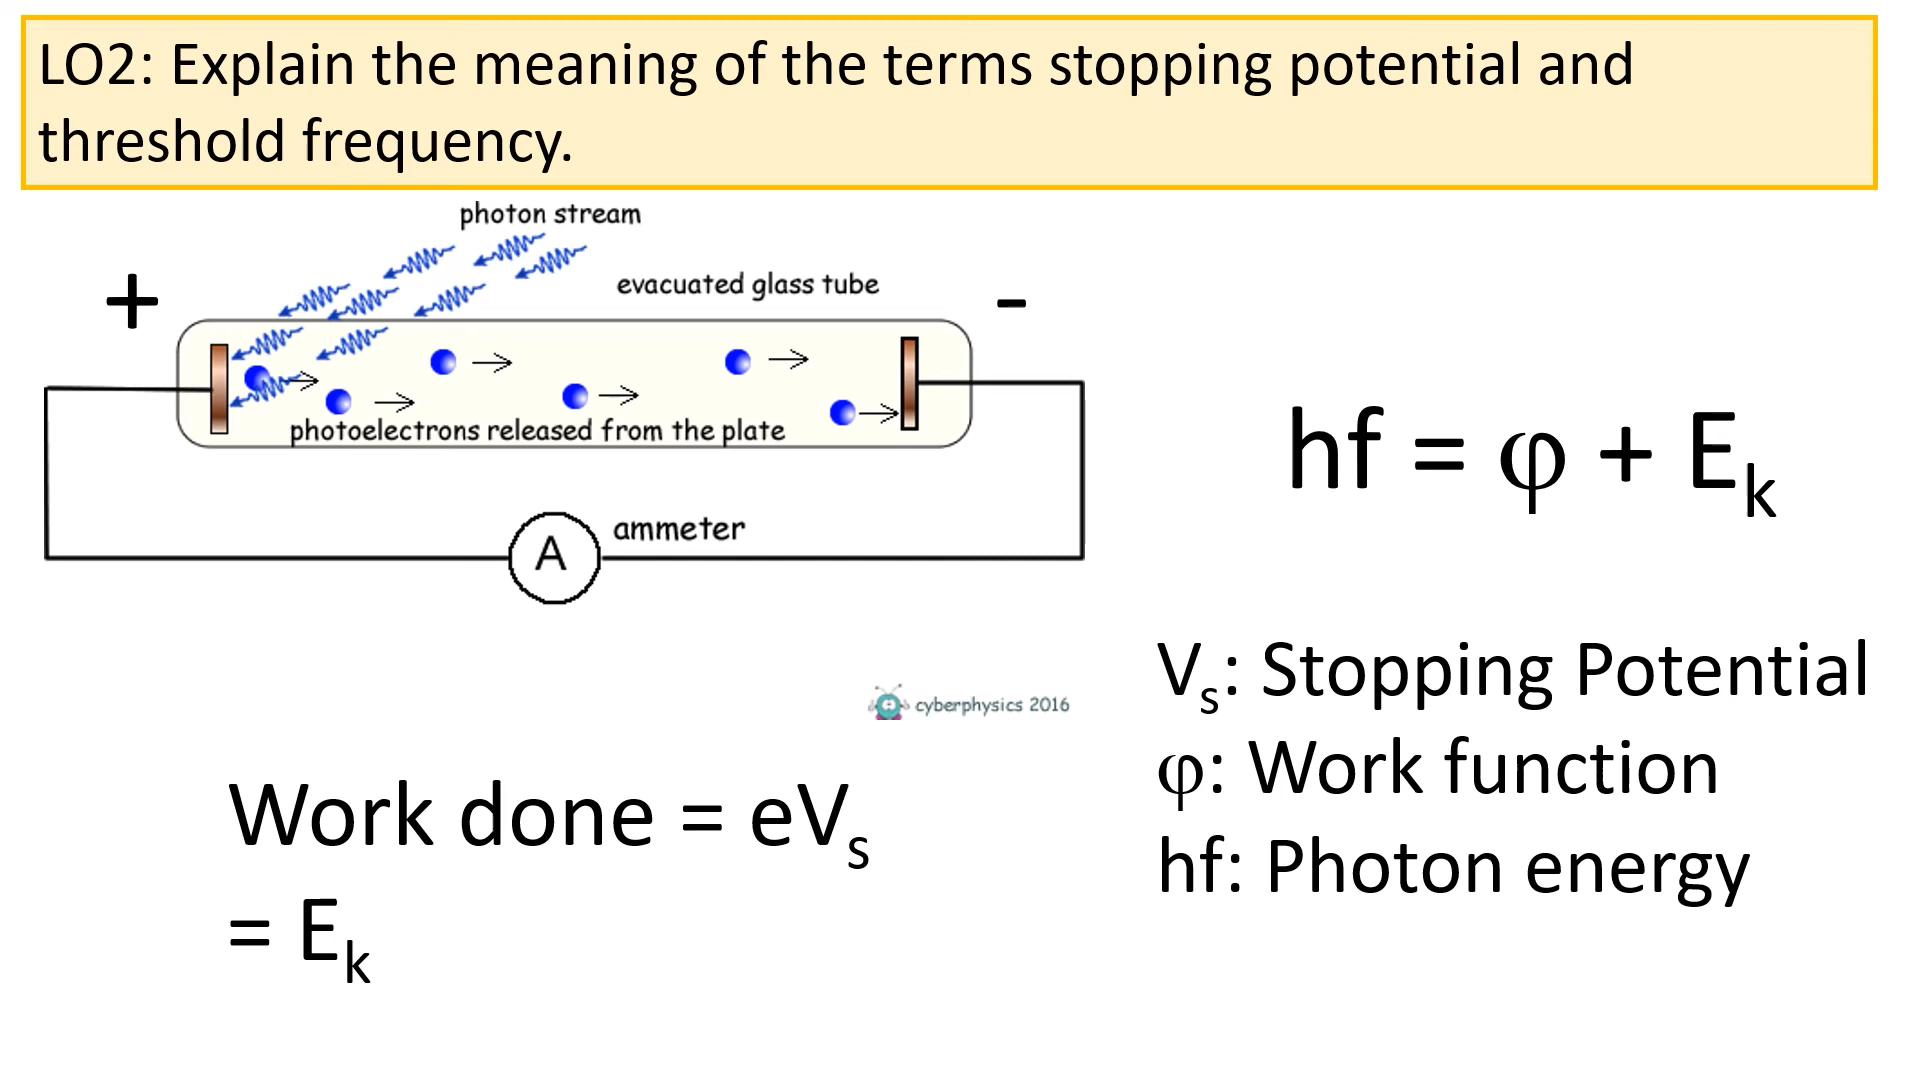 LO2: Explain the meaning of the terms stopping potential and
threshold frequency.
photon stream
+
evacuated glass tube
-
photoelectrons released from the plate
ammeter
A
hf = φ + Eₖ
Vₛ: Stopping Potential
φ: Work function
hf: Photon energy
cyberphysics 2016
Work done = eVₛ
= Eₖ